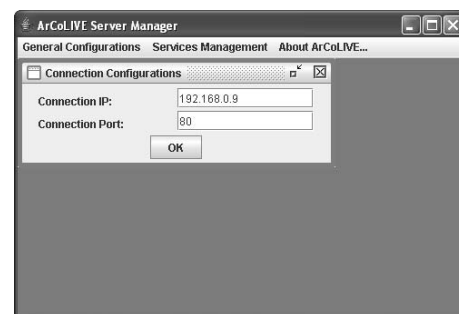 ArCoLIVE Server Manager
General Configurations Services Management About ArCoLIVE...
Connection Configurations
Connection IP: 192.168.0.9
Connection Port: 80
OK